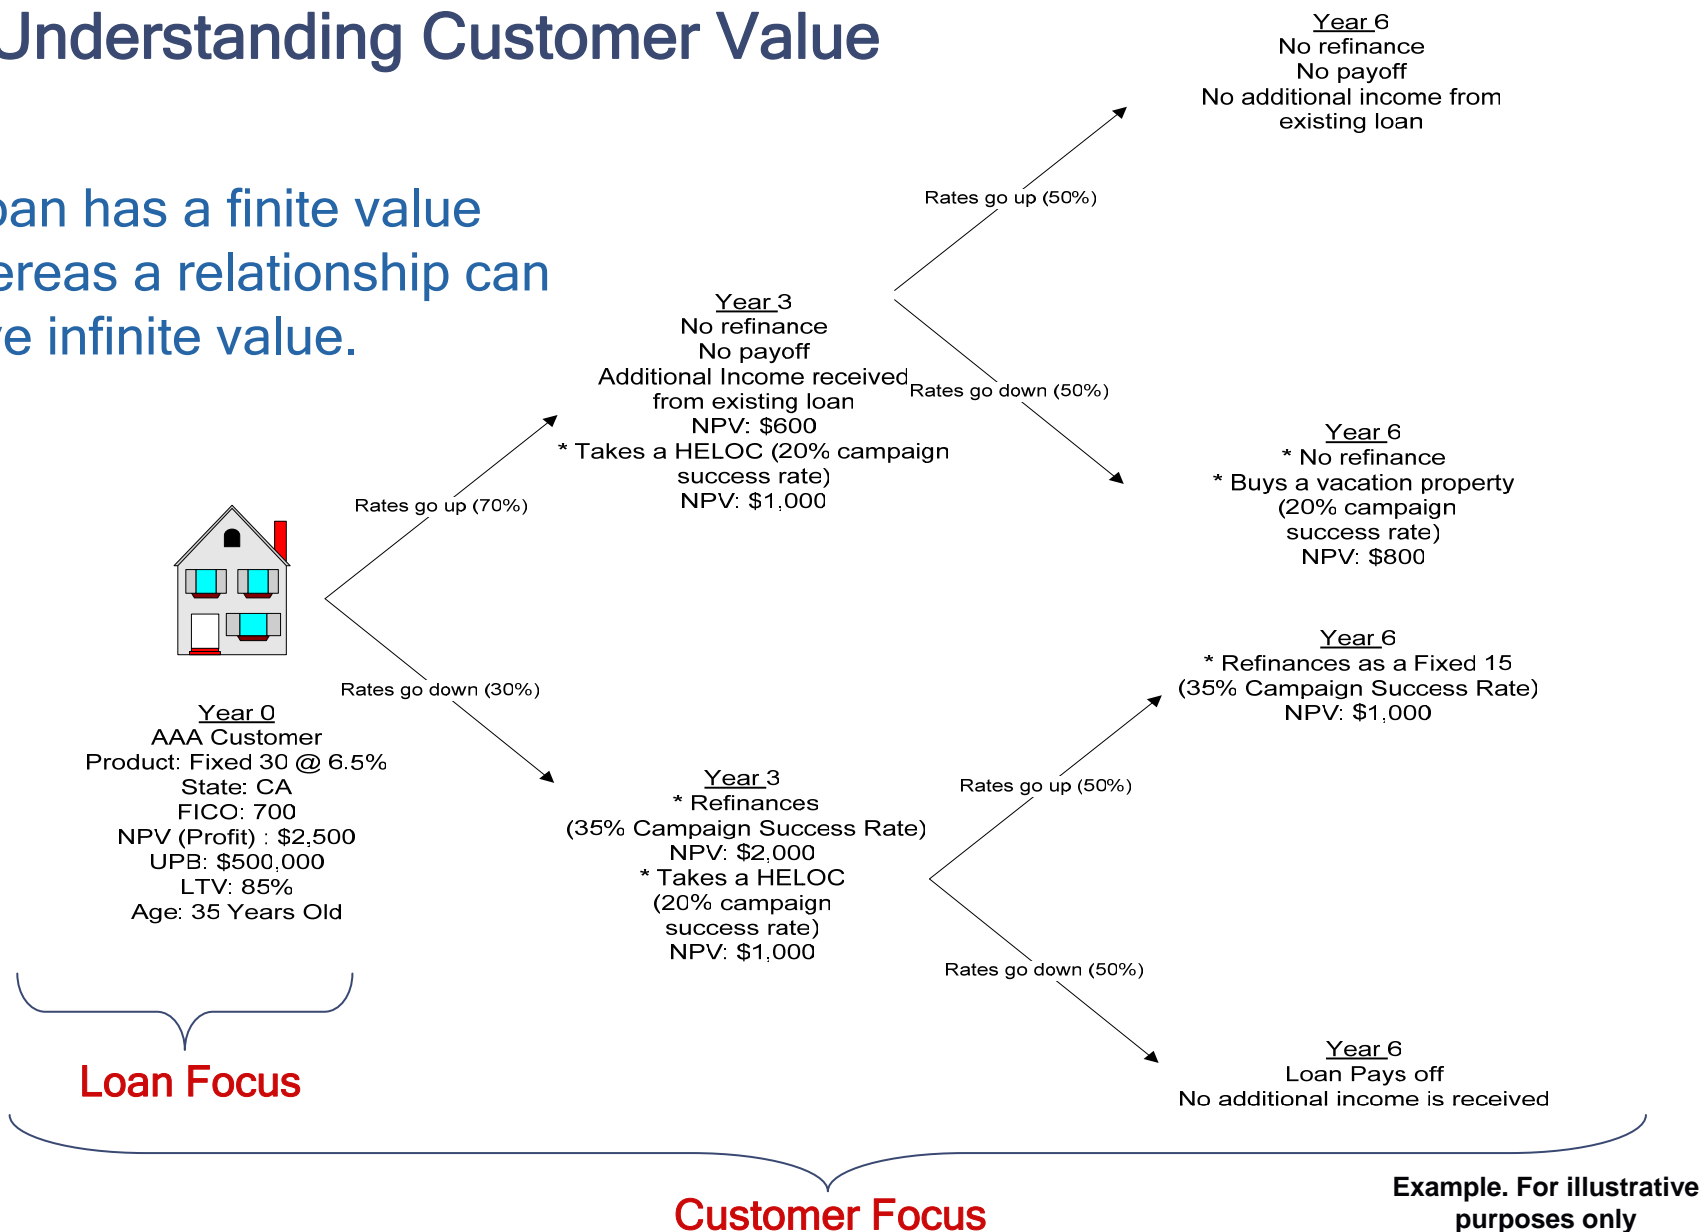 Understanding Customer Value
has a finite value
a relationship can
infinite value.
Year 0
AAA Customer
Product: Fixed 30 @ 6.5%
State: CA
FICO: 700
NPV (Profit) : $2,500
UPB: $500,000
LTV: 85%
Age: 35 Years Old
Rates go up (70%)
Rates go down (30%)
Year 3
No refinance
No payoff
Additional Income received
from existing loan
NPV: $600
* Takes a HELOC (20% campaign
success rate)
NPV: $1,000
Year 3
* Refinances
(35% Campaign Success Rate)
NPV: $2,000
* Takes a HELOC
(20% campaign
success rate)
NPV: $1,000
Rates go up (50%)
Rates go down (50%)
Rates go up (50%)
Rates go down (50%)
Year 6
No refinance
No payoff
No additional income from
existing loan
Year 6
* No refinance
* Buys a vacation property
(20% campaign
success rate)
NPV: $800
Year 6
* Refinances as a Fixed 15
(35% Campaign Success Rate)
NPV: $1,000
Year 6
Loan Pays off
No additional income is received
Loan Focus
Customer Focus
Example. For illustrative
purposes only